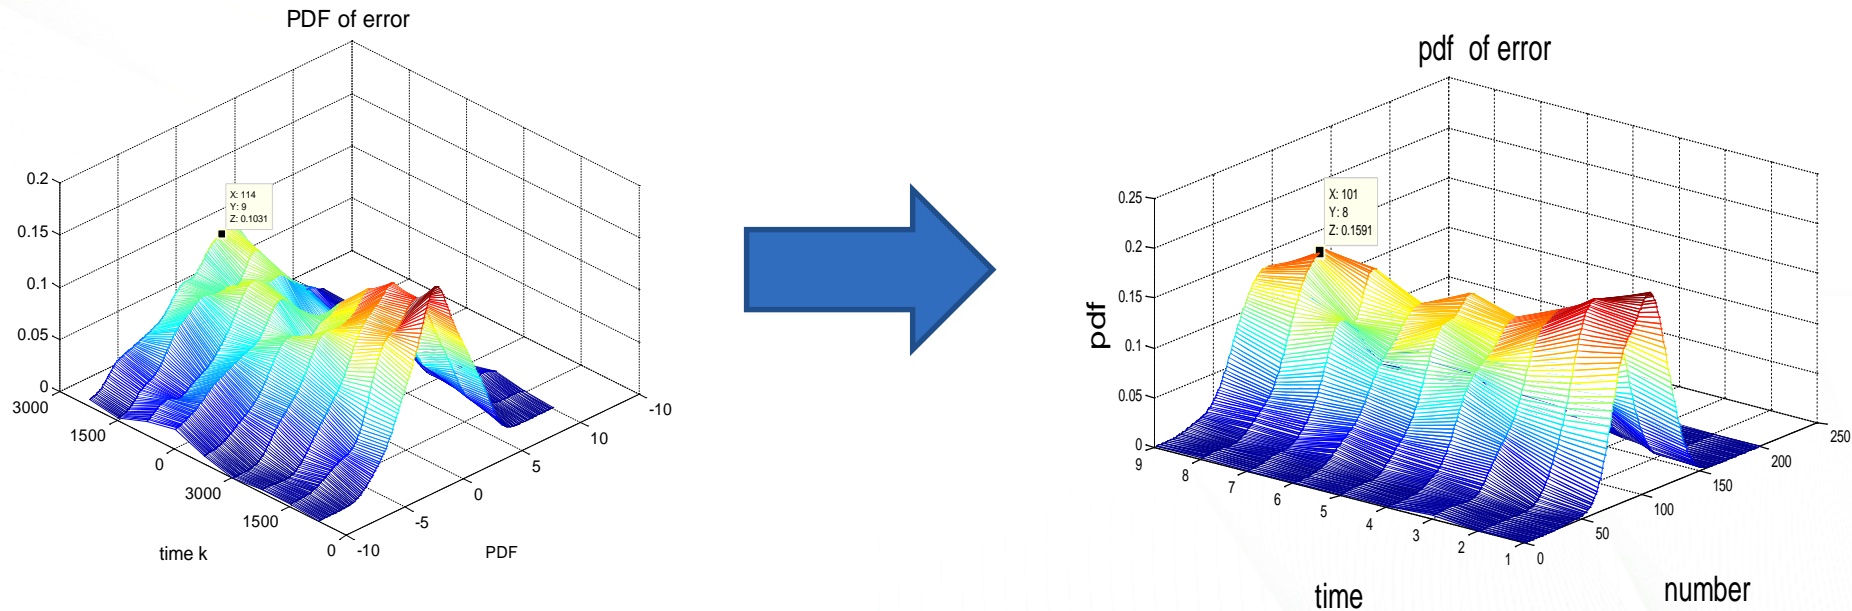 PDF of error
X: 114
Y: 9
Z: 0.1031
0.2
0.15
0.1
0.05
0
3000
1500
0
3000
1500
0
-10
-5
0
5
10
-10
time k
PDF
pdf of error
X: 101
Y: 8
Z: 0.1591
0.25
0.2
0.15
0.1
0.05
0
pdf
9
8
7
6
5
4
3
2
1
0
50
100
150
200
250
time
number